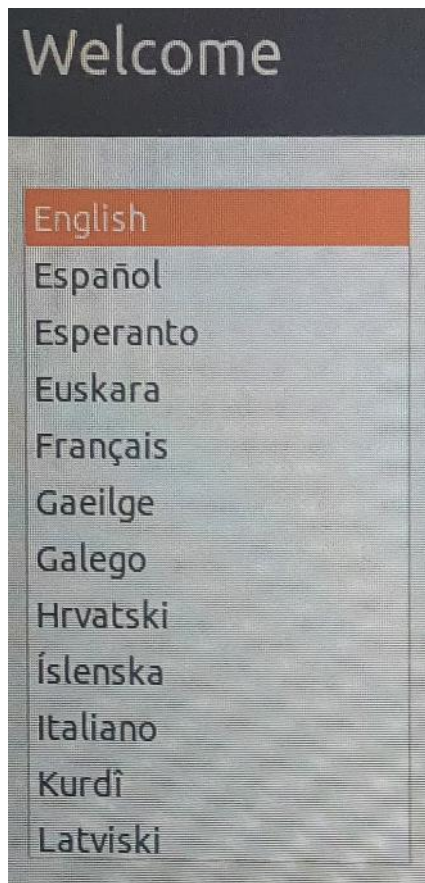 Welcome
English
Español
Esperanto
Euskara
Français
Gaeilge
Galego
Hrvatski
Íslenska
Italiano
Kurdî
Latviski